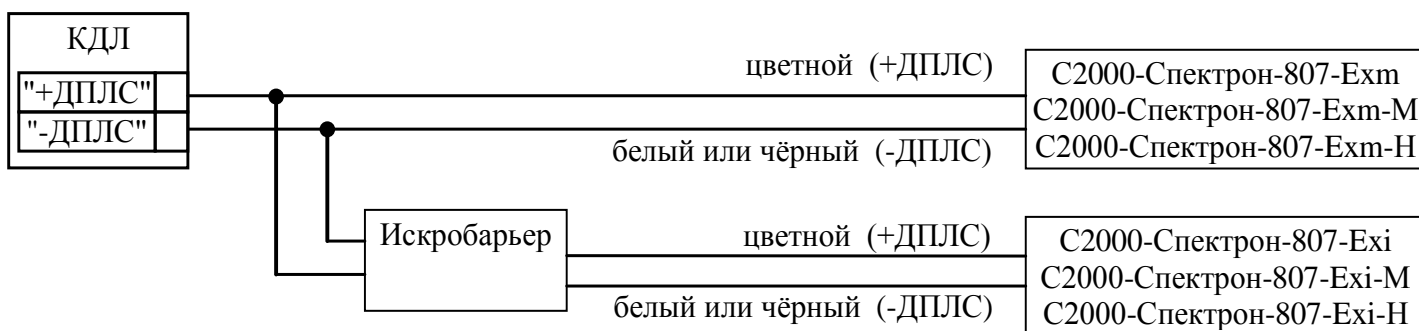 КДЛ
"+ДПЛС"
"-ДПЛС"
цветной (+ДПЛС)
белый или чёрный (-ДПЛС)
С2000-Спектрон-807-Exm
С2000-Спектрон-807-Exm-М
С2000-Спектрон-807-Exm-Н
Искробарьер
цветной (+ДПЛС)
белый или чёрный (-ДПЛС)
С2000-Спектрон-807-Exi
С2000-Спектрон-807-Exi-М
С2000-Спектрон-807-Exi-Н